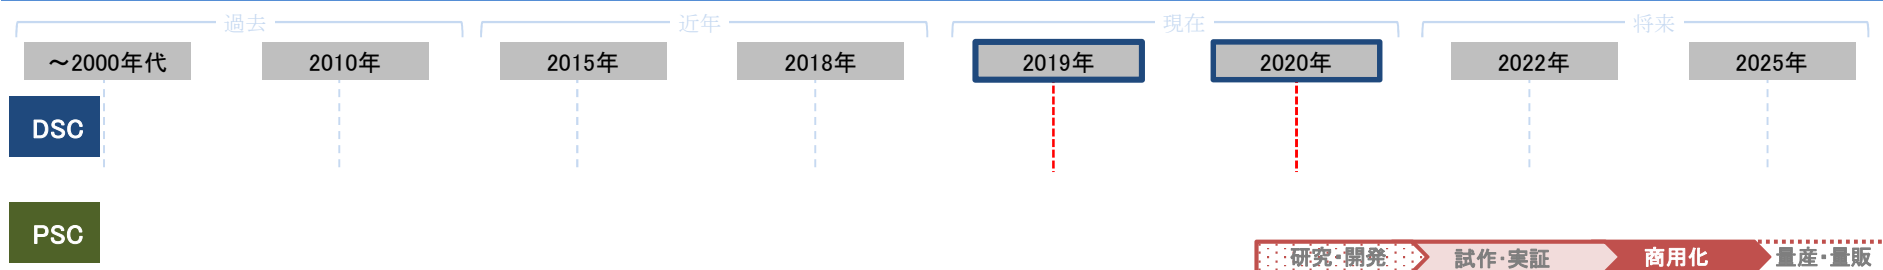 過去 近年 現在 将来
～2000年代 2010年 2015年 2018年 2019年 2020年 2022年 2025年
DSC
PSC
研究・開発 試作・実証 商用化 量産・量販